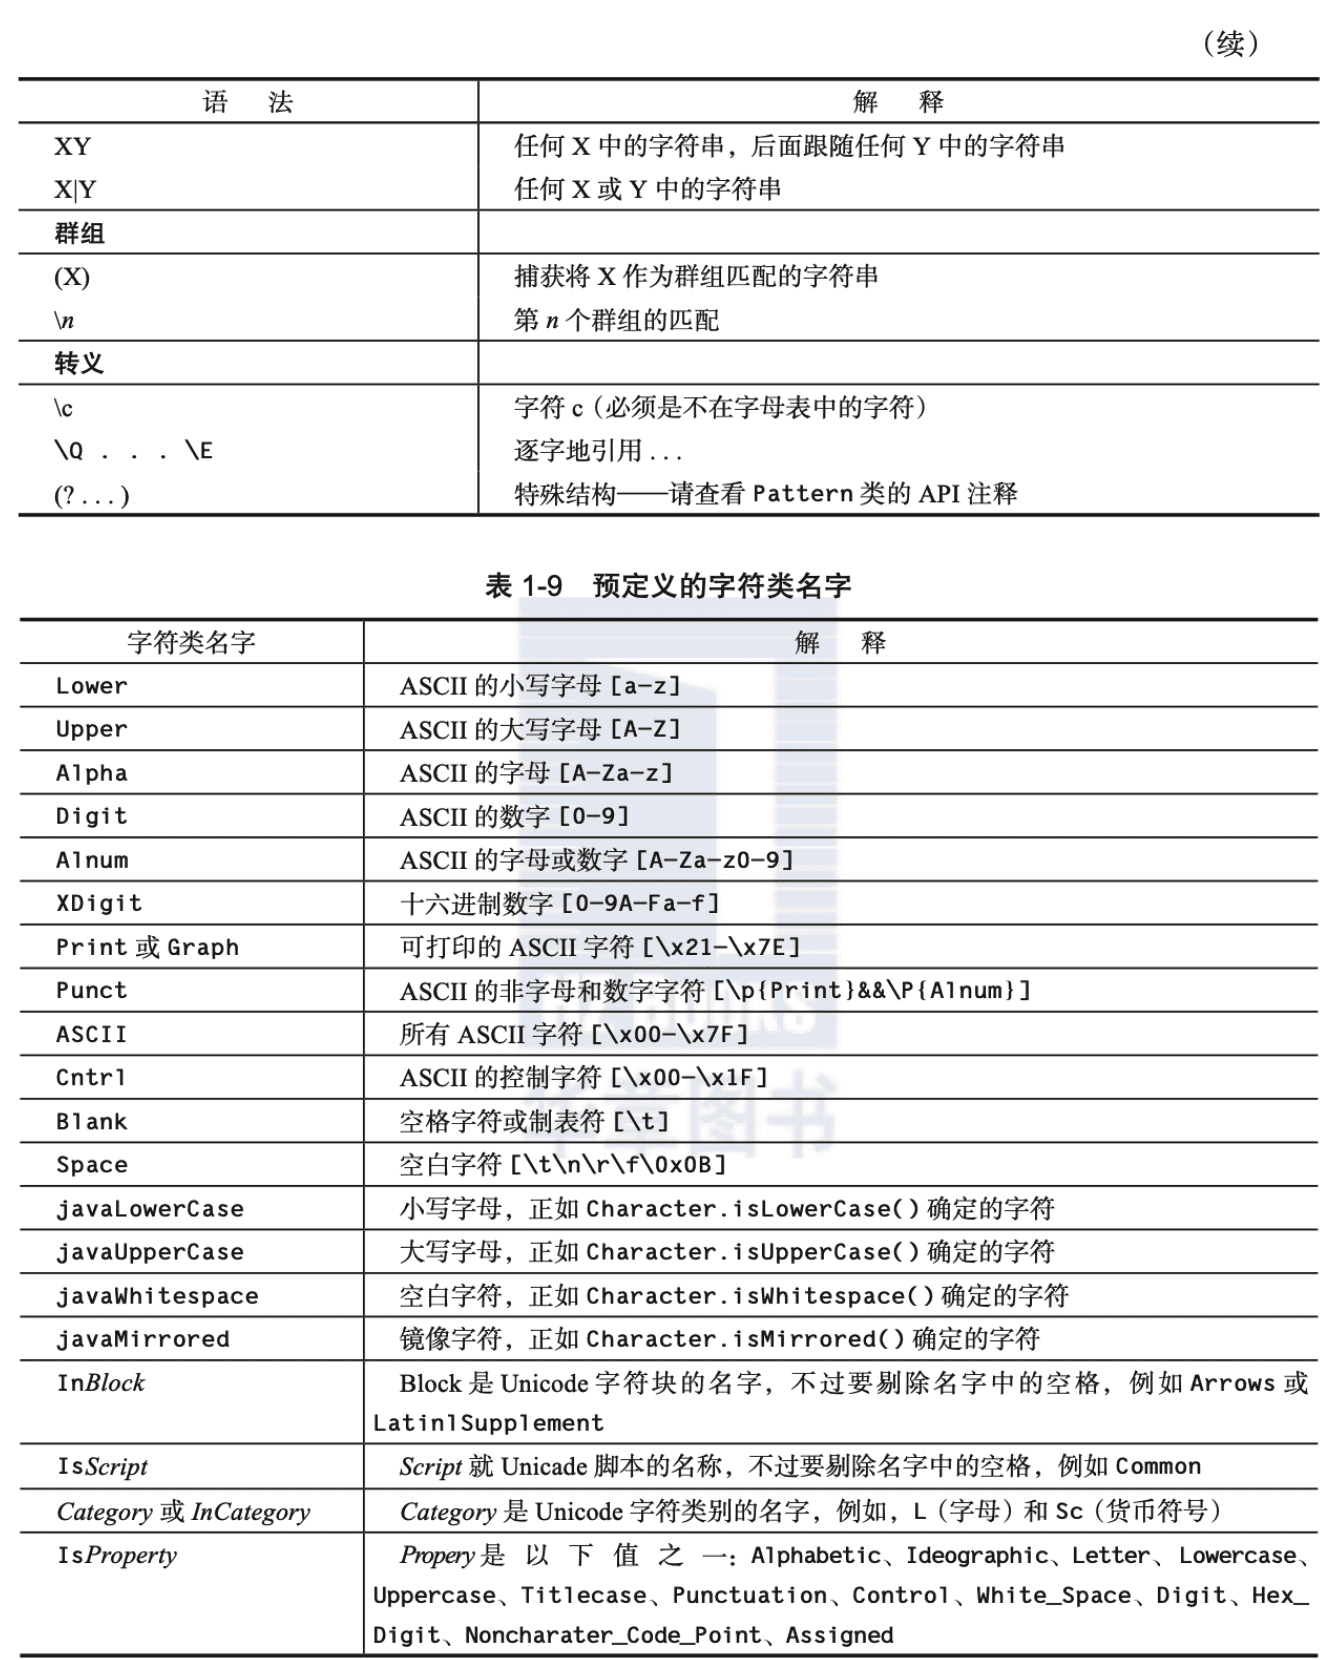 （续）
语 法 解 释
XY 任何 X 中的字符串，后面跟随任何 Y 中的字符串
X|Y 任何 X 或 Y 中的字符串
群组
(X) 捕获将 X 作为群组匹配的字符串
\n 第 n 个群组的匹配
转义
\c 字符 c（必须是不在字母表中的字符）
\Q . . . \E 逐字地引用 . . .
(? . . . ) 特殊结构——请查看 Pattern 类的 API 注释
表 1-9 预定义的字符类名字
字符类名字 解 释
Lower ASCII 的小写字母 [a-z]
Upper ASCII 的大写字母 [A-Z]
Alpha ASCII 的字母 [A-Za-z]
Digit ASCII 的数字 [0-9]
Alnum ASCII 的字母或数字 [A-Za-z0-9]
XDigit 十六进制数字 [0-9A-Fa-f]
Print 或 Graph 可打印的 ASCII 字符 [\x21-\x7E]
Punct ASCII 的非字母和数字字符 [\p{Print}&&\P{Alnum}]
ASCII 所有 ASCII 字符 [\x00-\x7F]
Cntrl ASCII 的控制字符 [\x00-\x1F]
Blank 空格字符或制表符 [\t]
Space 空白字符 [\t\n\r\f\0x0B]
javaLowerCase 小写字母，正如 Character.isLowerCase() 确定的字符
javaUpperCase 大写字母，正如 Character.isUpperCase() 确定的字符
javaWhitespace 空白字符，正如 Character.isWhitespace() 确定的字符
javaMirrored 镜像字符，正如 Character.isMirrored() 确定的字符
InBlock Block 是 Unicode 字符块的名字，不过要剔除名字中的空格，例如 Arrows 或
Latin1Supplement
IsScript Script 就 Unicade 脚本的名称，不过要剔除名字中的空格，例如 Common
Category 或 InCategory Category 是 Unicode 字符类别的名字，例如，L（字母）和 Sc（货币符号）
IsProperty Propery 是以下值之一：Alphabetic、Ideographic、Letter、Lowercase、
Uppercase、Titlecase、Punctuation、Control、White_Space、Digit、Hex_
Digit、Noncharater_Code_Point、Assigned
HZ BOOKS
华章图书